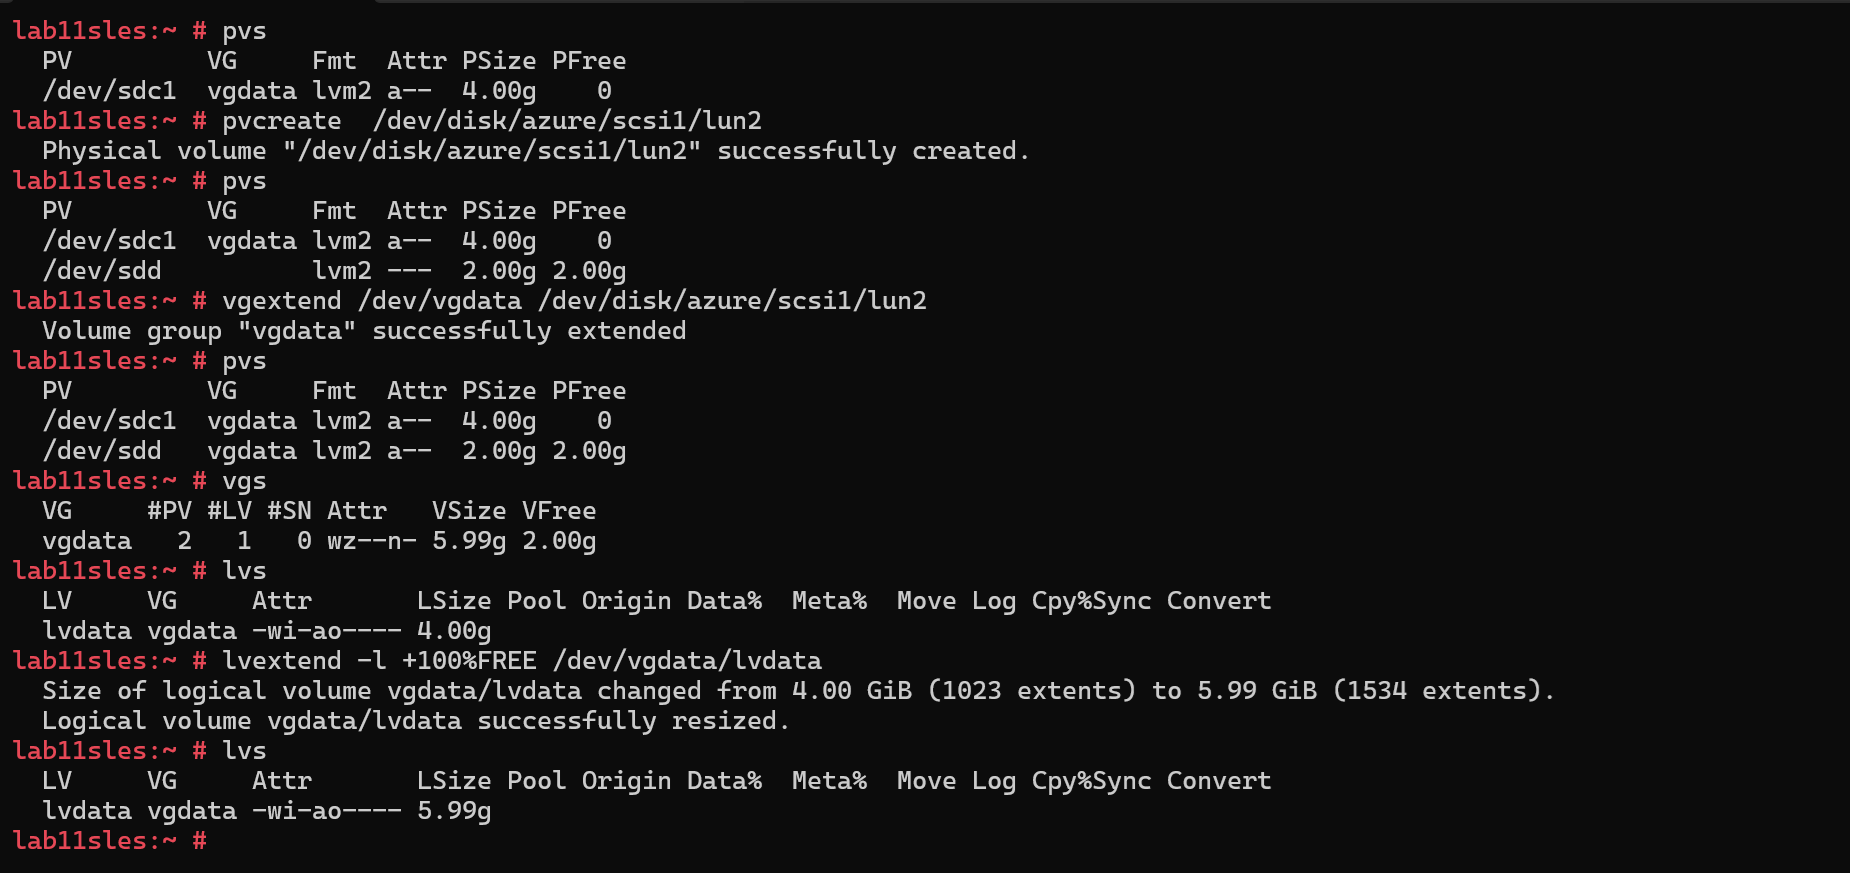 lab11sles:~ # pvs
  PV         VG     Fmt  Attr PSize PFree
  /dev/sdc1  vgdata lvm2 a--  4.00g    0
lab11sles:~ # pvcreate  /dev/disk/azure/scsi1/lun2
  Physical volume "/dev/disk/azure/scsi1/lun2" successfully created.
lab11sles:~ # pvs
  PV         VG     Fmt  Attr PSize PFree
  /dev/sdc1  vgdata lvm2 a--  4.00g    0
  /dev/sdd          lvm2 ---  2.00g 2.00g
lab11sles:~ # vgextend /dev/vgdata /dev/disk/azure/scsi1/lun2
  Volume group "vgdata" successfully extended
lab11sles:~ # pvs
  PV         VG     Fmt  Attr PSize PFree
  /dev/sdc1  vgdata lvm2 a--  4.00g    0
  /dev/sdd   vgdata lvm2 a--  2.00g 2.00g
lab11sles:~ # vgs
  VG     #PV #LV #SN Attr   VSize VFree
  vgdata   2   1   0 wz--n- 5.99g 2.00g
lab11sles:~ # lvs
  LV     VG     Attr       LSize Pool Origin Data%  Meta%  Move Log Cpy%Sync Convert
  lvdata vgdata -wi-ao---- 4.00g
lab11sles:~ # lvextend -l +100%FREE /dev/vgdata/lvdata
  Size of logical volume vgdata/lvdata changed from 4.00 GiB (1023 extents) to 5.99 GiB (1534 extents).
  Logical volume vgdata/lvdata successfully resized.
lab11sles:~ # lvs
  LV     VG     Attr       LSize Pool Origin Data%  Meta%  Move Log Cpy%Sync Convert
  lvdata vgdata -wi-ao---- 5.99g
lab11sles:~ #